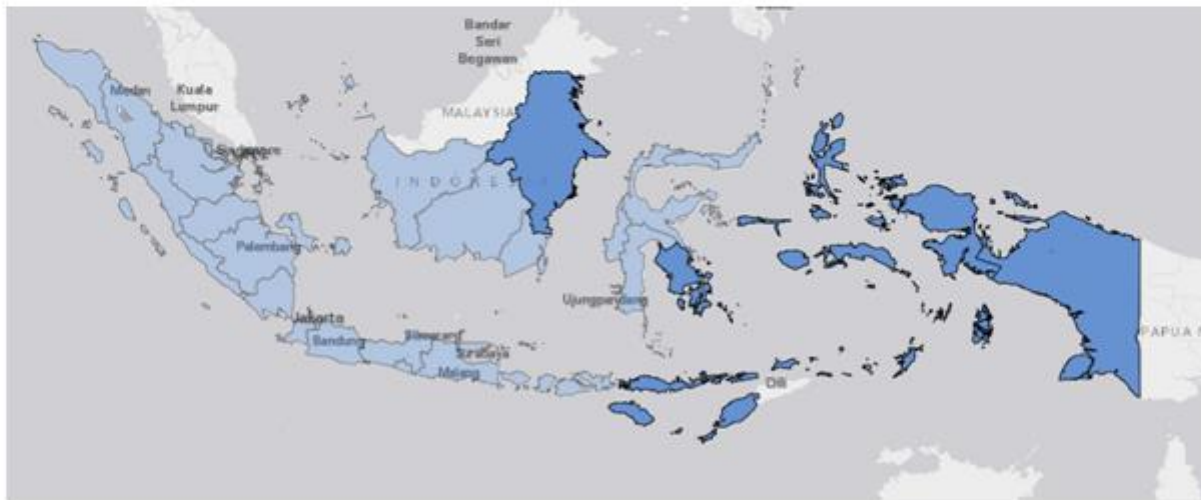 Bandar
Seri
Begawan
Medan
Kuala
Lumpur
MALAYSIA
Singapore
INDONESIA
Palembang
Ujungpandang
Jakarta
Bandung
Semarang
Surabaya
Malang
Dili
PAPUA